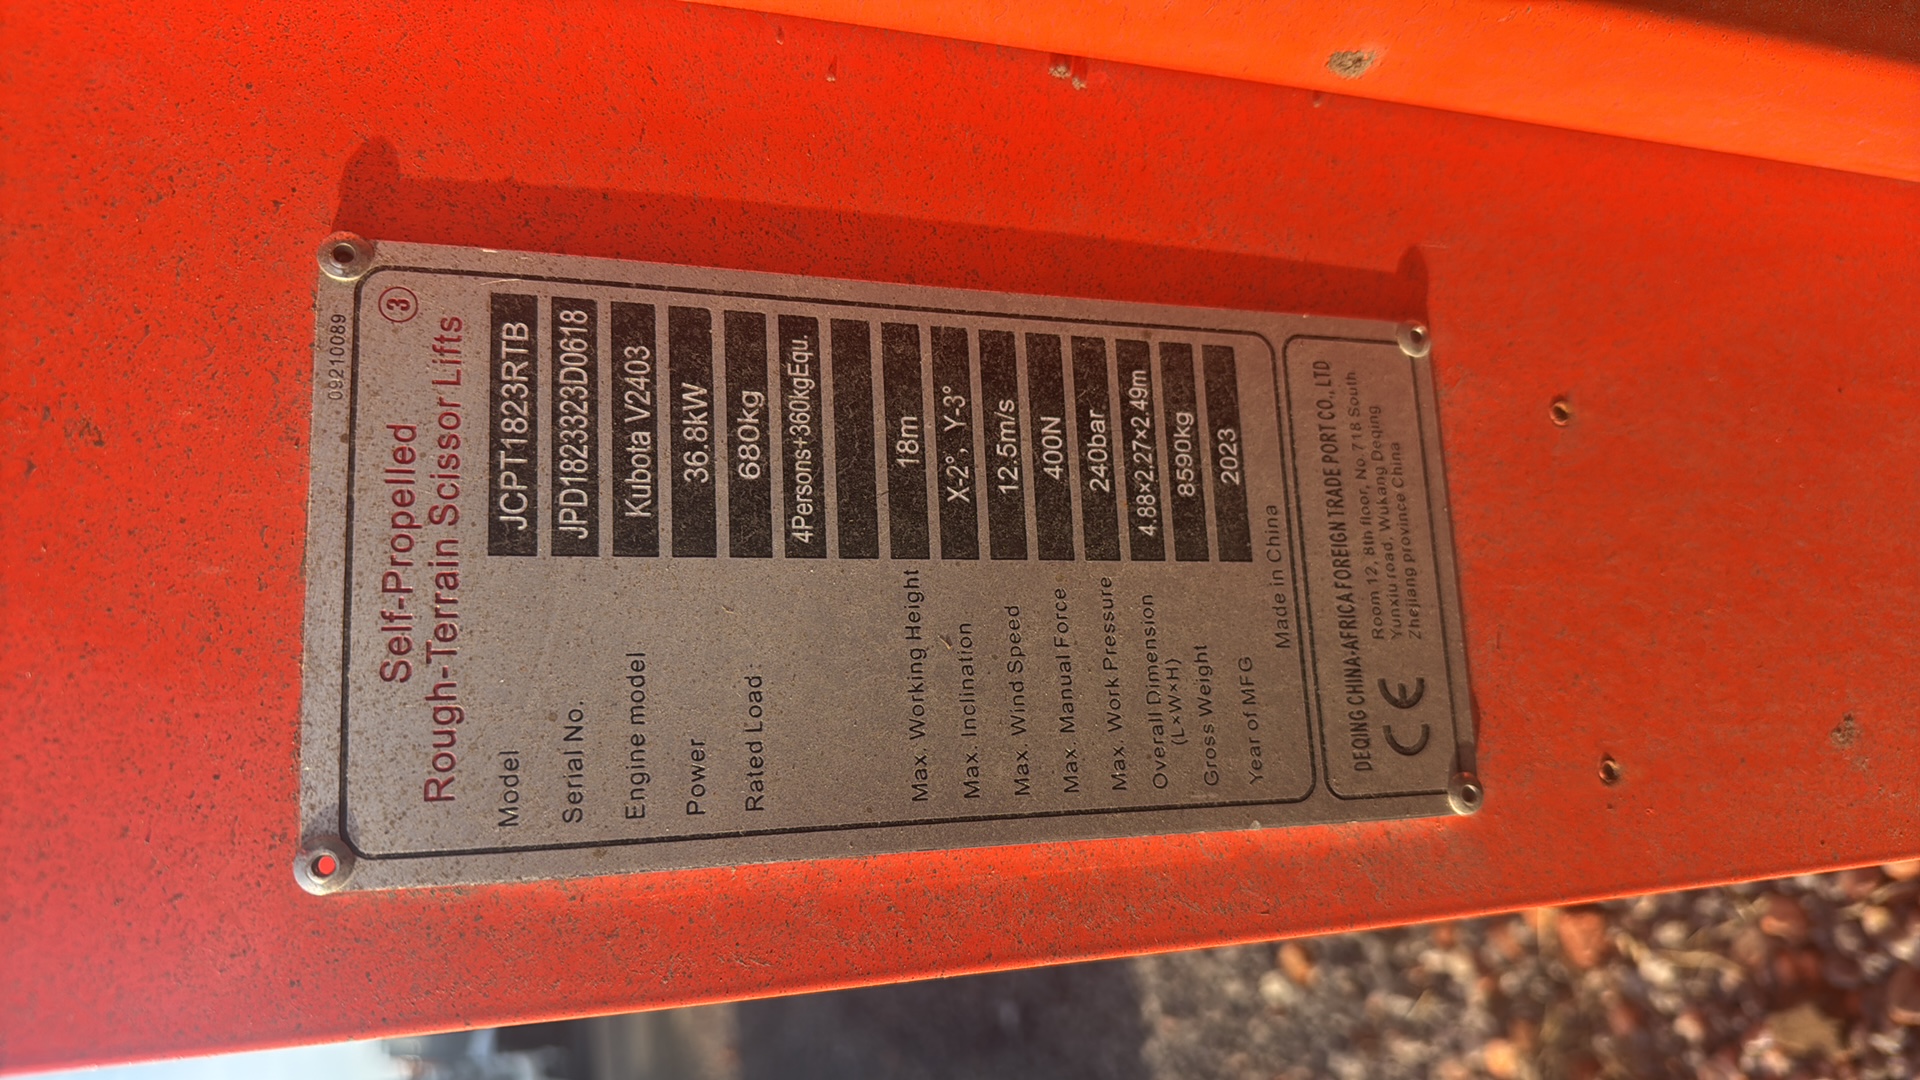 09210089
Self-Propelled ③
Rough-Terrain Scissor Lifts
Model JCPT1823RTB
Serial No. JPD1823323D0618
Engine model Kubota V2403
Power 36.8kW
Rated Load 680kg
4Persons+360kgEqu.
Max. Working Height 18m
Max. Inclination X-2°, Y-3°
Max. Wind Speed 12.5m/s
Max. Manual Force 400N
Max. Work Pressure 240bar
Overall Dimension 4.88×2.27×2.49m
(L×W×H)
Gross Weight 8590kg
Year of MFG 2023
Made in China
DEQING CHINA-AFRICA FOREIGN TRADE PORT CO., LTD
CE
Room 12, 8th floor, No.718 South
Yunxiu road, Wukang Deqing
Zhejiang province China